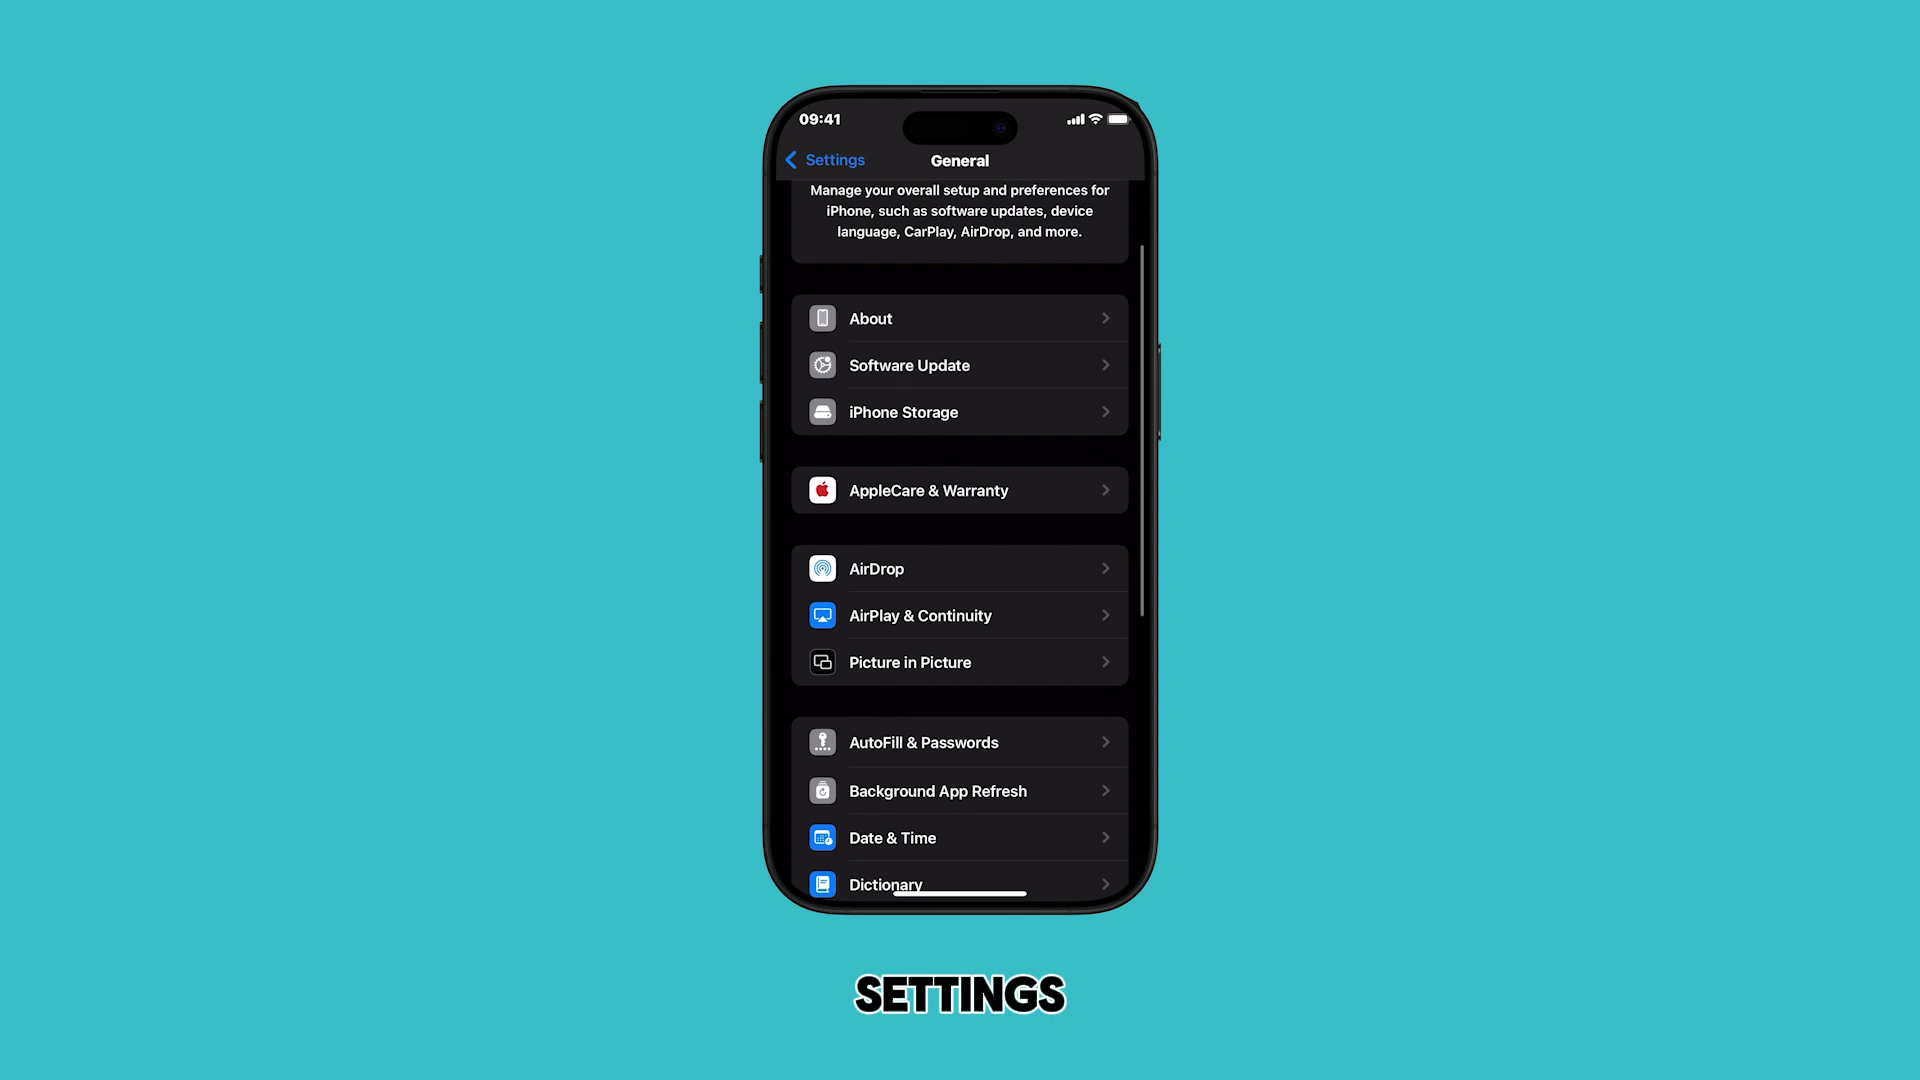 09:41
Settings
General
Manage your overall setup and preferences for
iPhone, such as software updates, device
language, CarPlay, AirDrop, and more.
About
Software Update
iPhone Storage
AppleCare & Warranty
AirDrop
AirPlay & Continuity
Picture in Picture
AutoFill & Passwords
Background App Refresh
Date & Time
Dictionary
SETTINGS